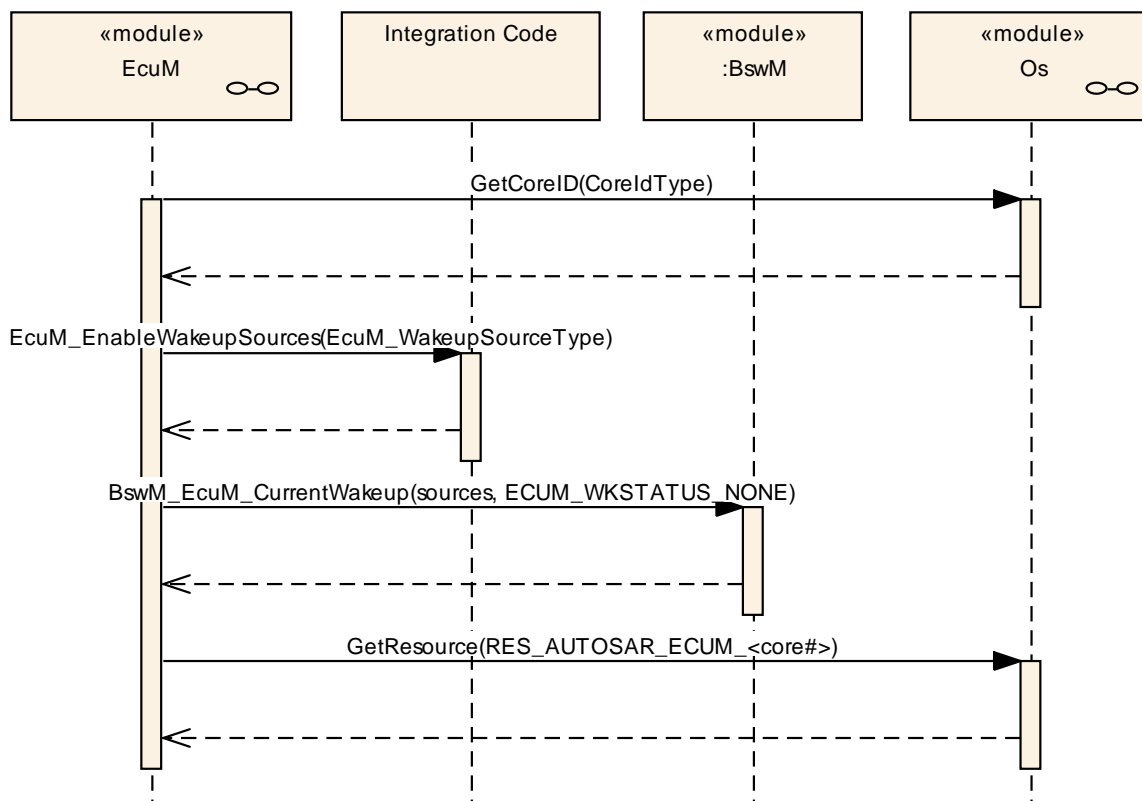 «module»
EcuM
Integration Code
«module»
:BswM
«module»
Os
GetCoreID(CoreIdType)
EcuM_EnableWakeupSources(EcuM_WakeupSourceType)
BswM_EcuM_CurrentWakeup(sources, ECUM_WKSTATUS_NONE)
GetResource(RES_AUTOSAR_ECUM_<core#>)